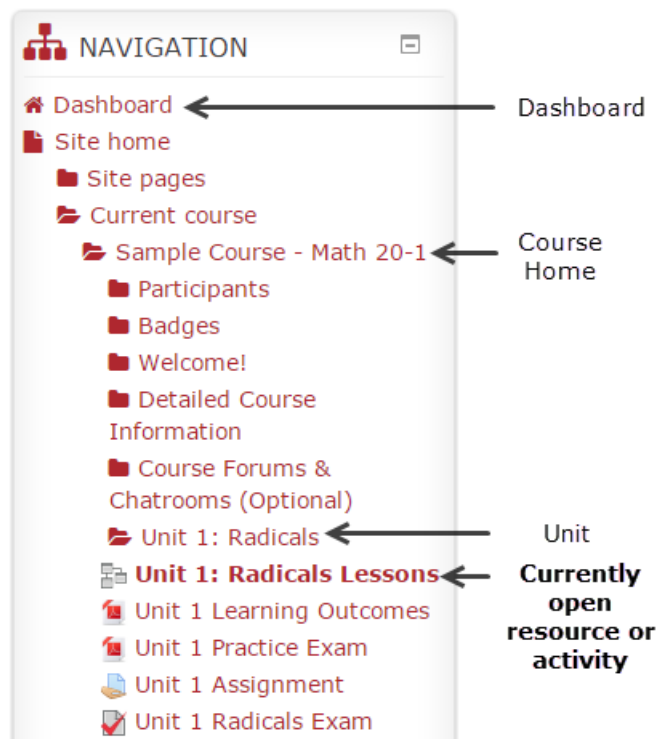 NAVIGATION
Dashboard
Dashboard
Site home
Site pages
Current course
Sample Course - Math 20-1
Course
Home
Participants
Badges
Welcome!
Detailed Course
Information
Course Forums &
Chatrooms (Optional)
Unit 1: Radicals
Unit
Unit 1: Radicals Lessons
Currently
open
resource or
activity
Unit 1 Learning Outcomes
Unit 1 Practice Exam
Unit 1 Assignment
Unit 1 Radicals Exam